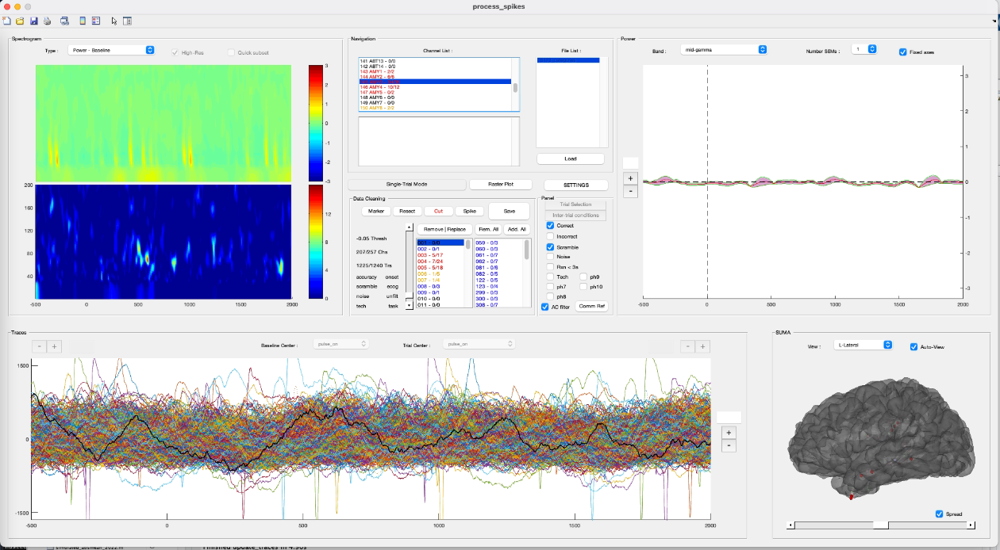 process_spikes
Spectrogram
Type :
Power - Baseline
High-Res
Quick subset
3
2
1
0
-1
-2
-3
200
160
120
80
40
12
8
4
0
-500
0
500
1000
1500
2000
Navigation
Channel List :
File List :
141 ABT13 - 0/0
142 ABT14 - 0/0
143 AMY1 - 2/2
144 AMY2 - 6/6
146 AMY4 - 10/12
147 AMY5 - 0/2
148 AMY6 - 0/0
149 AMY7 - 0/0
150 AMY8 - 2/2
Load
Single-Trial Mode
Raster Plot
SETTINGS
Data Cleaning
Marker
Resect
Cut
Spike
Save
Remove | Replace
Rem. All
Add. All
-0.05 Thresh
207/257 Chs
1225/1240 Trs
accuracy onset
scramble ecog
noise unfilt
tech task
001 - 0/0
002 - 0/1
003 - 5/17
004 - 7/24
005 - 5/18
006 - 1/5
007 - 1/4
008 - 0/3
009 - 0/1
010 - 0/0
011 - 0/0
059 - 0/3
060 - 0/3
061 - 0/7
062 - 0/7
081 - 0/6
082 - 0/5
122 - 0/5
123 - 0/4
299 - 0/3
300 - 0/3
308 - 0/7
Panel
Trial Selection
Inter-trial conditions
Correct
Incorrect
Scramble
Noise
Rxn < 3s
Tech
ph9
ph7
ph10
ph8
AC filter
Comm Ref
Power
Band :
mid-gamma
Number SEMs :
1
Fixed axes
+
-
3
2
1
0
-1
-2
-3
-500
0
500
1000
1500
2000
Traces
-
+
Baseline Center :
pulse_on
Trial Center :
pulse_on
-
+
1500
0
-1500
-500
0
500
1000
1500
2000
+
-
SUMA
View :
L-Lateral
Auto-View
Spread
simulated_absmean_2022.m
Finished update_traces in 4.90s